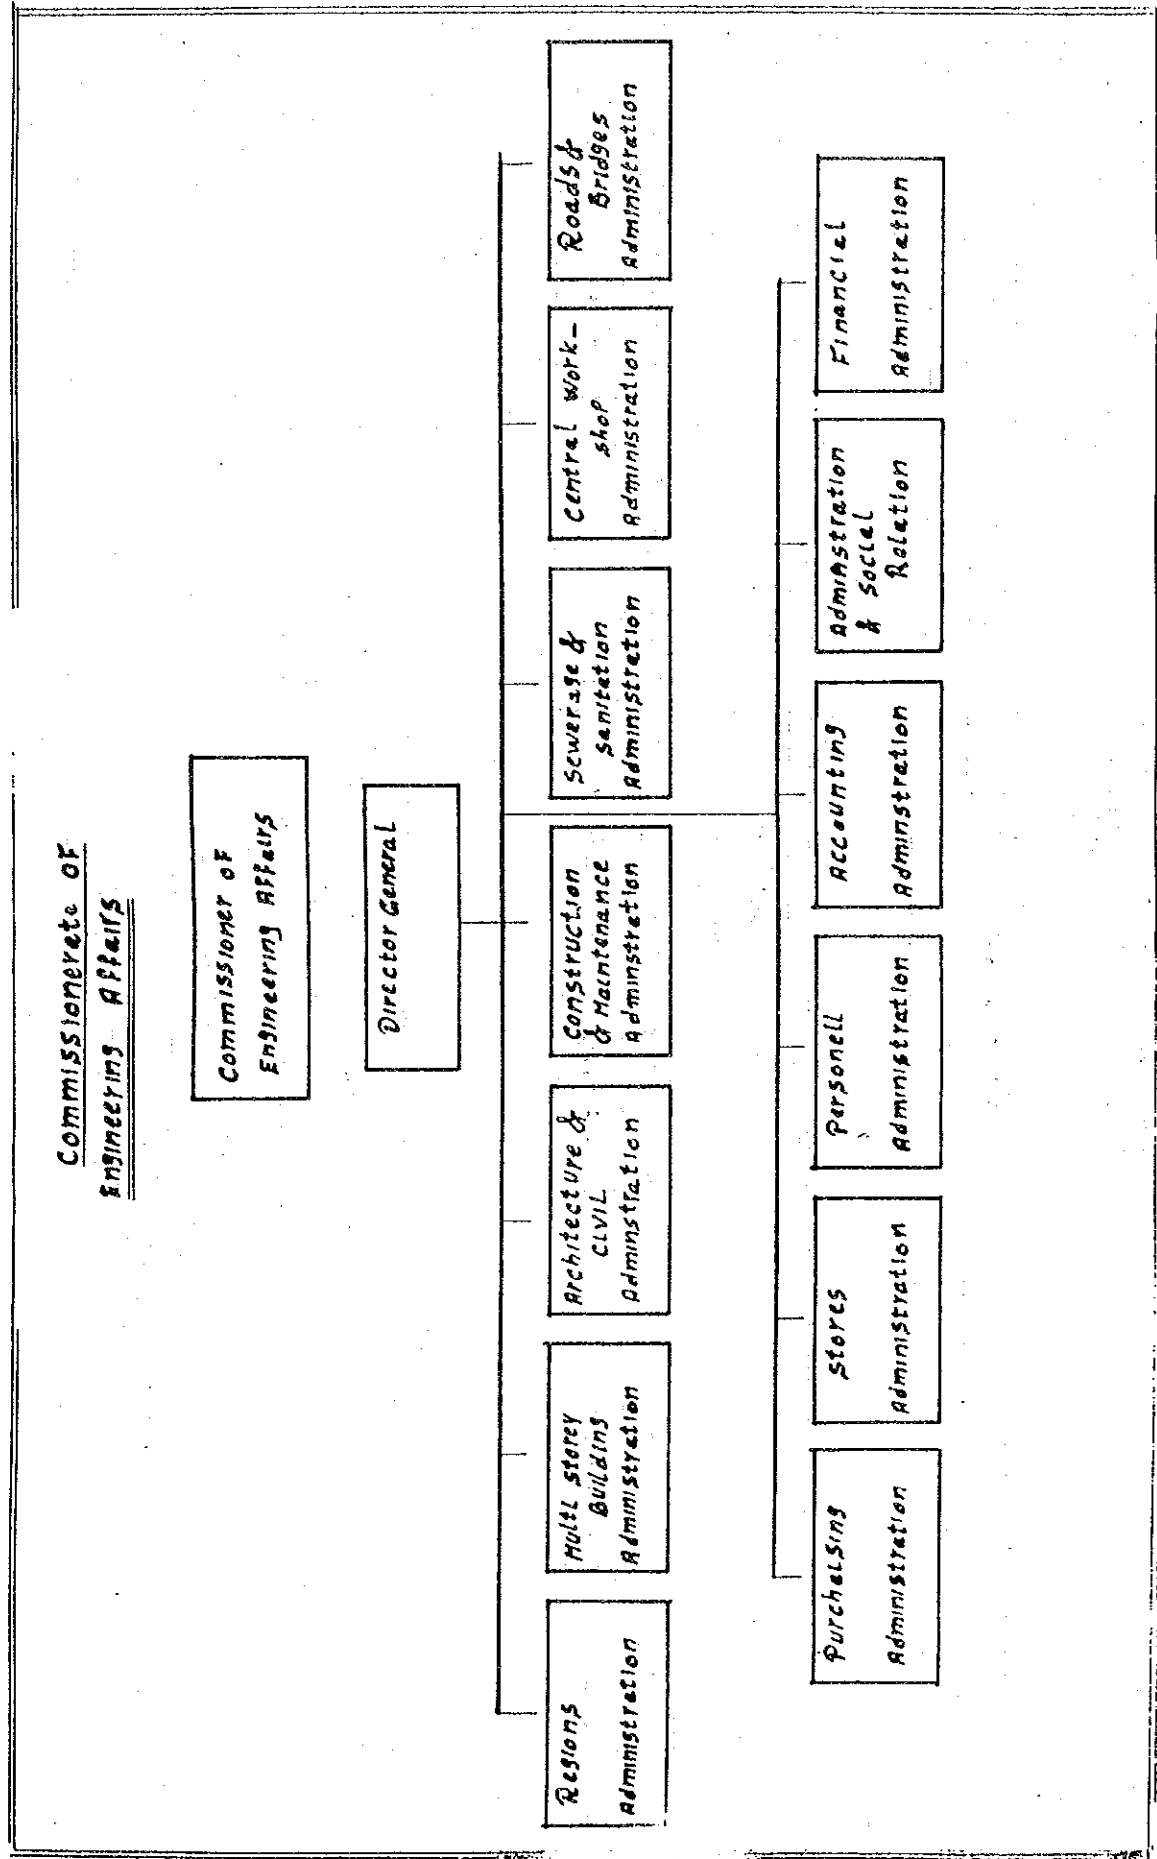 Commissionerate of
Engineering Affairs
Commissioner of
Engineering Affairs
Director General
Regions
Administration
Multi storey
Building
Administration
Architecture &
Civil
Adminstration
Construction
& Maintenance
Adminstration
Sewerage &
Sanitation
Administration
Central work-
shop
Administration
Roads &
Bridges
Administration
Purchaising
Administration
Stores
Administration
Personell
Administration
Accounting
Adminstration
Adminstration
& Social
Relation
Financial
Administration